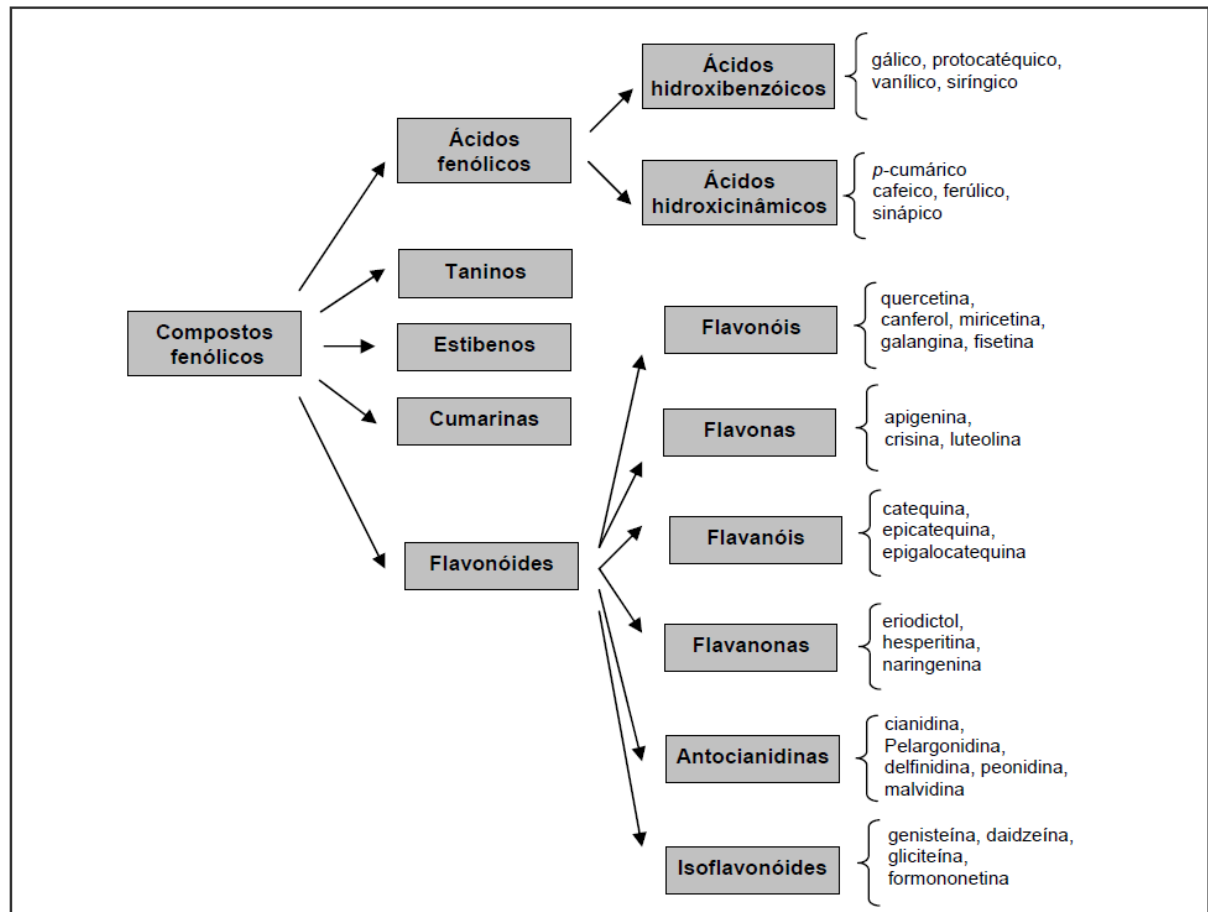 Ácidos
hidroxibenzóicos
gálico, protocatéquico,
vanílico, siríngico
Ácidos
fenólicos
Ácidos
hidroxicinâmicos
p-cumárico
cafeico, ferúlico,
sinápico
Taninos
Compostos
fenólicos
Estibenos
Cumarinas
Flavonóides
Flavonóis
quercetina,
canferol, miricetina,
galangina, fisetina
Flavonas
apigenina,
crisina, luteolina
Flavanóis
catequina,
epicatequina,
epigalocatequina
Flavanonas
eriodictol,
hesperitina,
naringenina
Antocianidinas
cianidina,
Pelargonidina,
delfinidina, peonidina,
malvidina
Isoflavonóides
genisteína, daidzeína,
gliciteína,
formononetina